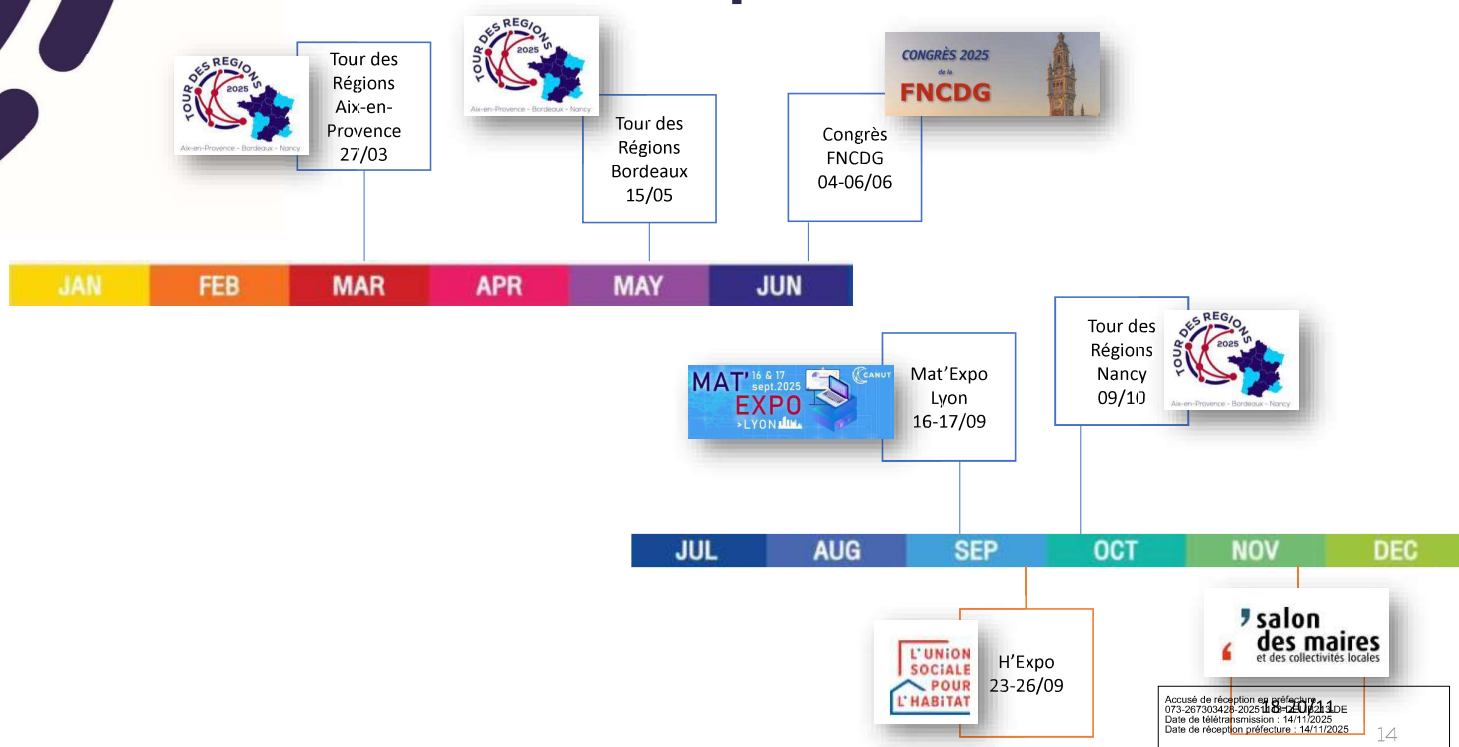 TOUR DES REGIONS
2025
Aix-en-Provence - Bordeaux - Nancy
Tour des
Régions
Aix-en-
Provence
27/03
TOUR DES REGIONS
2025
Aix-en-Provence - Bordeaux - Nancy
Tour des
Régions
Bordeaux
15/05
CONGRÈS 2025
de la
FNCDG
Congrès
FNCDG
04-06/06
JAN FEB MAR APR MAY JUN
MAT' 16 & 17
sept.2025
EXPO
>LYON
CANUT
Mat'Expo
Lyon
16-17/09
Tour des
Régions
Nancy
09/10
TOUR DES REGIONS
2025
Aix-en-Provence - Bordeaux - Nancy
JUL AUG SEP OCT NOV DEC
L'UNION
SOCIALE
POUR
L'HABITAT
H'Expo
23-26/09
salon
des maires
et des collectivités locales
18-20/11
Accusé de réception en préfecture
Date de télétransmission : 14/11/2025
Date de réception préfecture : 14/11/2025
14